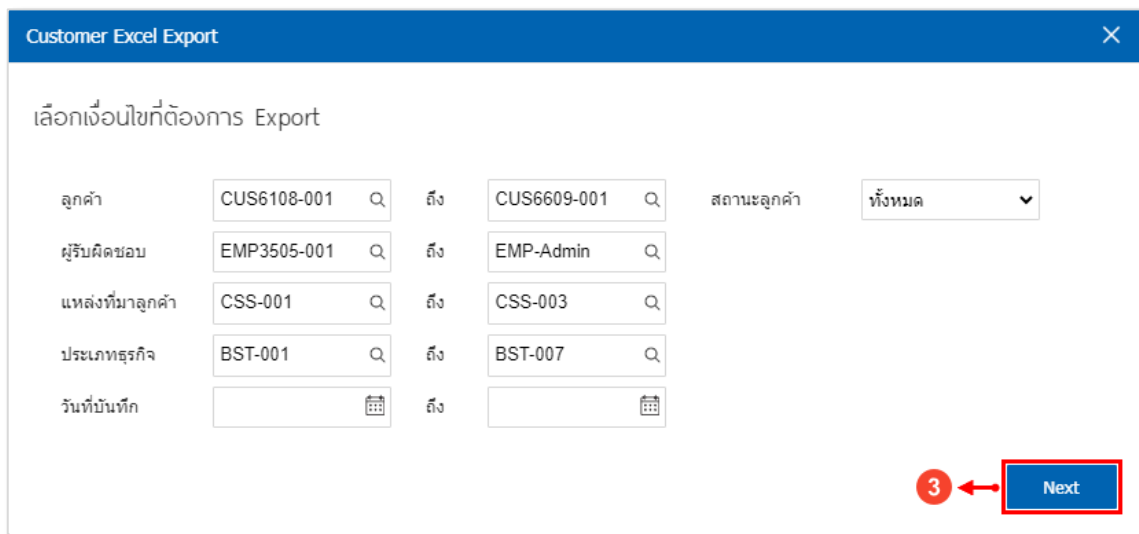 Customer Excel Export
เลือกเงื่อนไขที่ต้องการ Export
ลูกค้า CUS6108-001 ถึง CUS6609-001 สถานะลูกค้า ทั้งหมด
ผู้รับผิดชอบ EMP3505-001 ถึง EMP-Admin
แหล่งที่มาลูกค้า CSS-001 ถึง CSS-003
ประเภทธุรกิจ BST-001 ถึง BST-007
วันที่บันทึก ถึง
3 Next